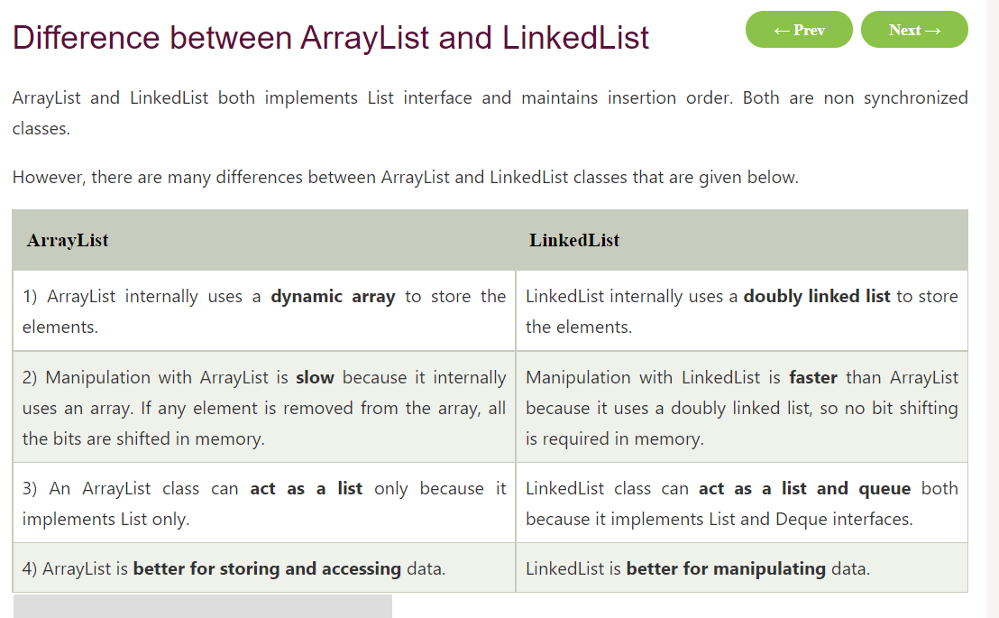 Difference between ArrayList and LinkedList
← Prev
Next →
ArrayList and LinkedList both implements List interface and maintains insertion order. Both are non synchronized
classes.
However, there are many differences between ArrayList and LinkedList classes that are given below.
ArrayList
LinkedList
1) ArrayList internally uses a dynamic array to store the
elements.
LinkedList internally uses a doubly linked list to store
the elements.
2) Manipulation with ArrayList is slow because it internally
uses an array. If any element is removed from the array, all
the bits are shifted in memory.
Manipulation with LinkedList is faster than ArrayList
because it uses a doubly linked list, so no bit shifting
is required in memory.
3) An ArrayList class can act as a list only because it
implements List only.
LinkedList class can act as a list and queue both
because it implements List and Deque interfaces.
4) ArrayList is better for storing and accessing data.
LinkedList is better for manipulating data.